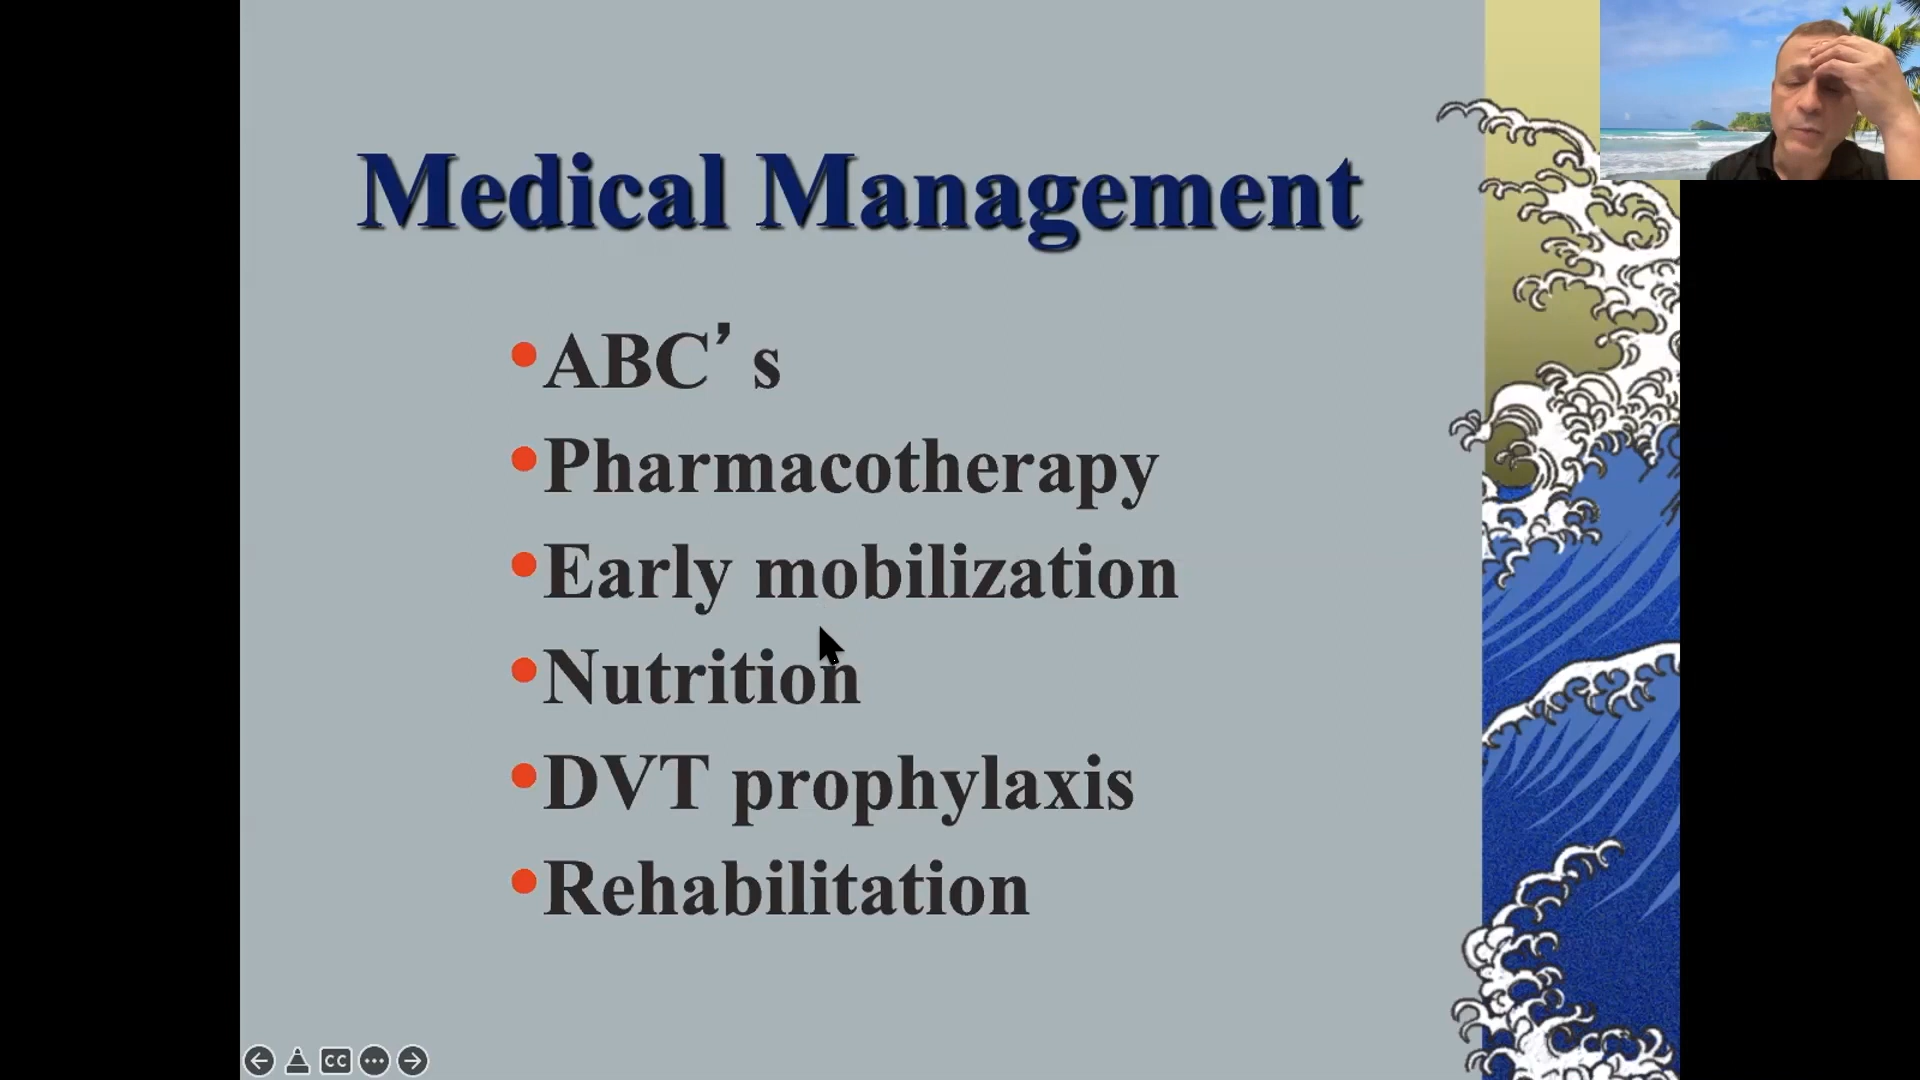 Medical Management
•ABC’s
•Pharmacotherapy
•Early mobilization
•Nutrition
•DVT prophylaxis
•Rehabilitation
CC